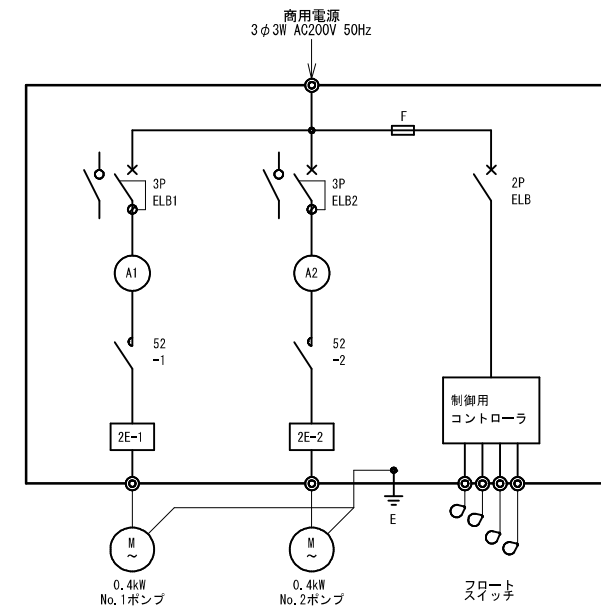 商用電源
3φ3W AC200V 50Hz
F
3P
ELB1
3P
ELB2
2P
ELB
A1
A2
52
-1
52
-2
制御用
コントローラ
2E-1
2E-2
E
M
~
M
~
0.4kW
No.1ポンプ
0.4kW
No.2ポンプ
フロート
スイッチ